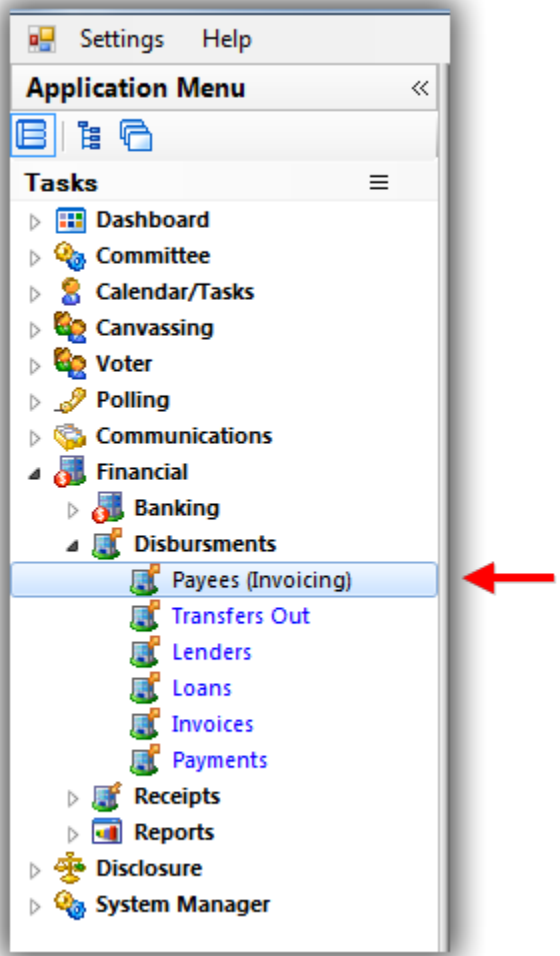 Settings Help
Application Menu
Tasks
Dashboard
Committee
Calendar/Tasks
Canvassing
Voter
Polling
Communications
Financial
Banking
Disbursments
Payees (Invoicing)
Transfers Out
Lenders
Loans
Invoices
Payments
Receipts
Reports
Disclosure
System Manager